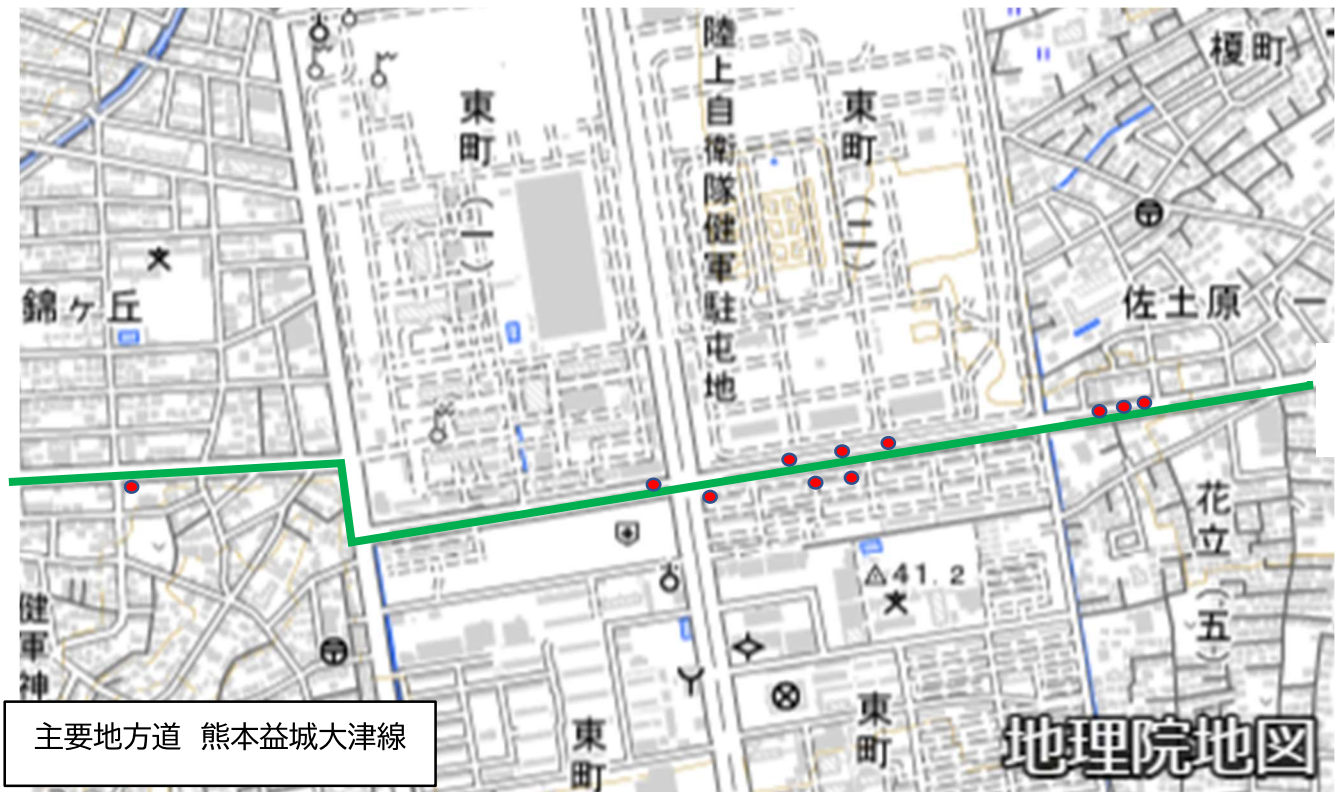 榎町
東町（一）
陸上自衛隊健軍駐屯地
東町（二）
錦ヶ丘
佐土原（一
花立（五）
41.2
健軍神
東町
東町
主要地方道 熊本益城大津線
地理院地図